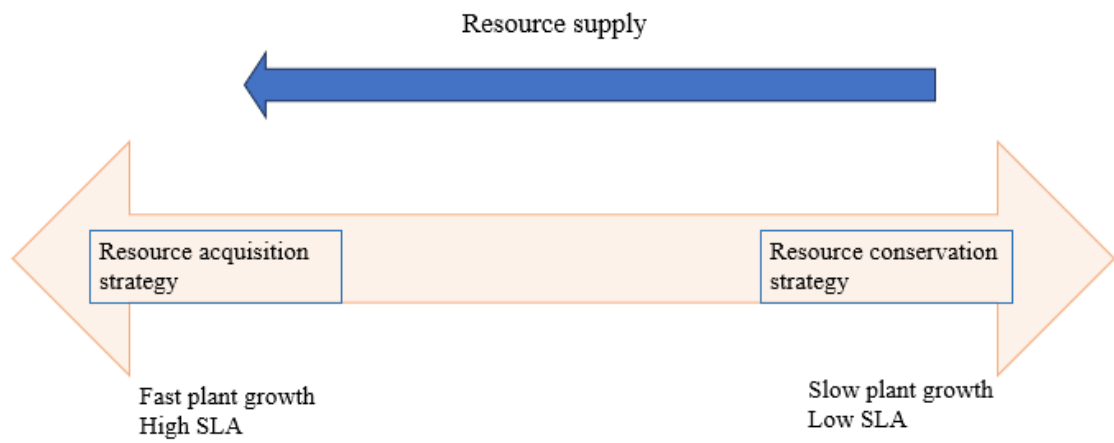 Resource supply
Resource acquisition
strategy
Resource conservation
strategy
Fast plant growth
High SLA
Slow plant growth
Low SLA